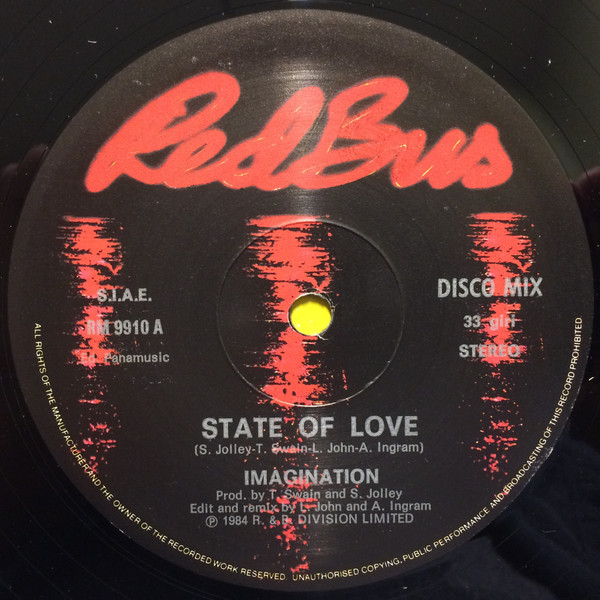 Red Bus
S.I.A.E.
RM 9910 A
Ed. Panamusic
DISCO MIX
33 giri
STEREO
STATE OF LOVE
(S. Jolley-T. Swain-L. John-A. Ingram)
IMAGINATION
Prod. by T. Swain and S. Jolley
Edit and remix by L. John and A. Ingram
℗ 1984 R. & B. DIVISION LIMITED
ALL RIGHTS OF THE MANUFACTURER AND THE OWNER OF THE RECORDED WORK RESERVED. UNAUTHORISED COPYING, PUBLIC PERFORMANCE AND BROADCASTING OF THIS RECORD PROHIBITED.